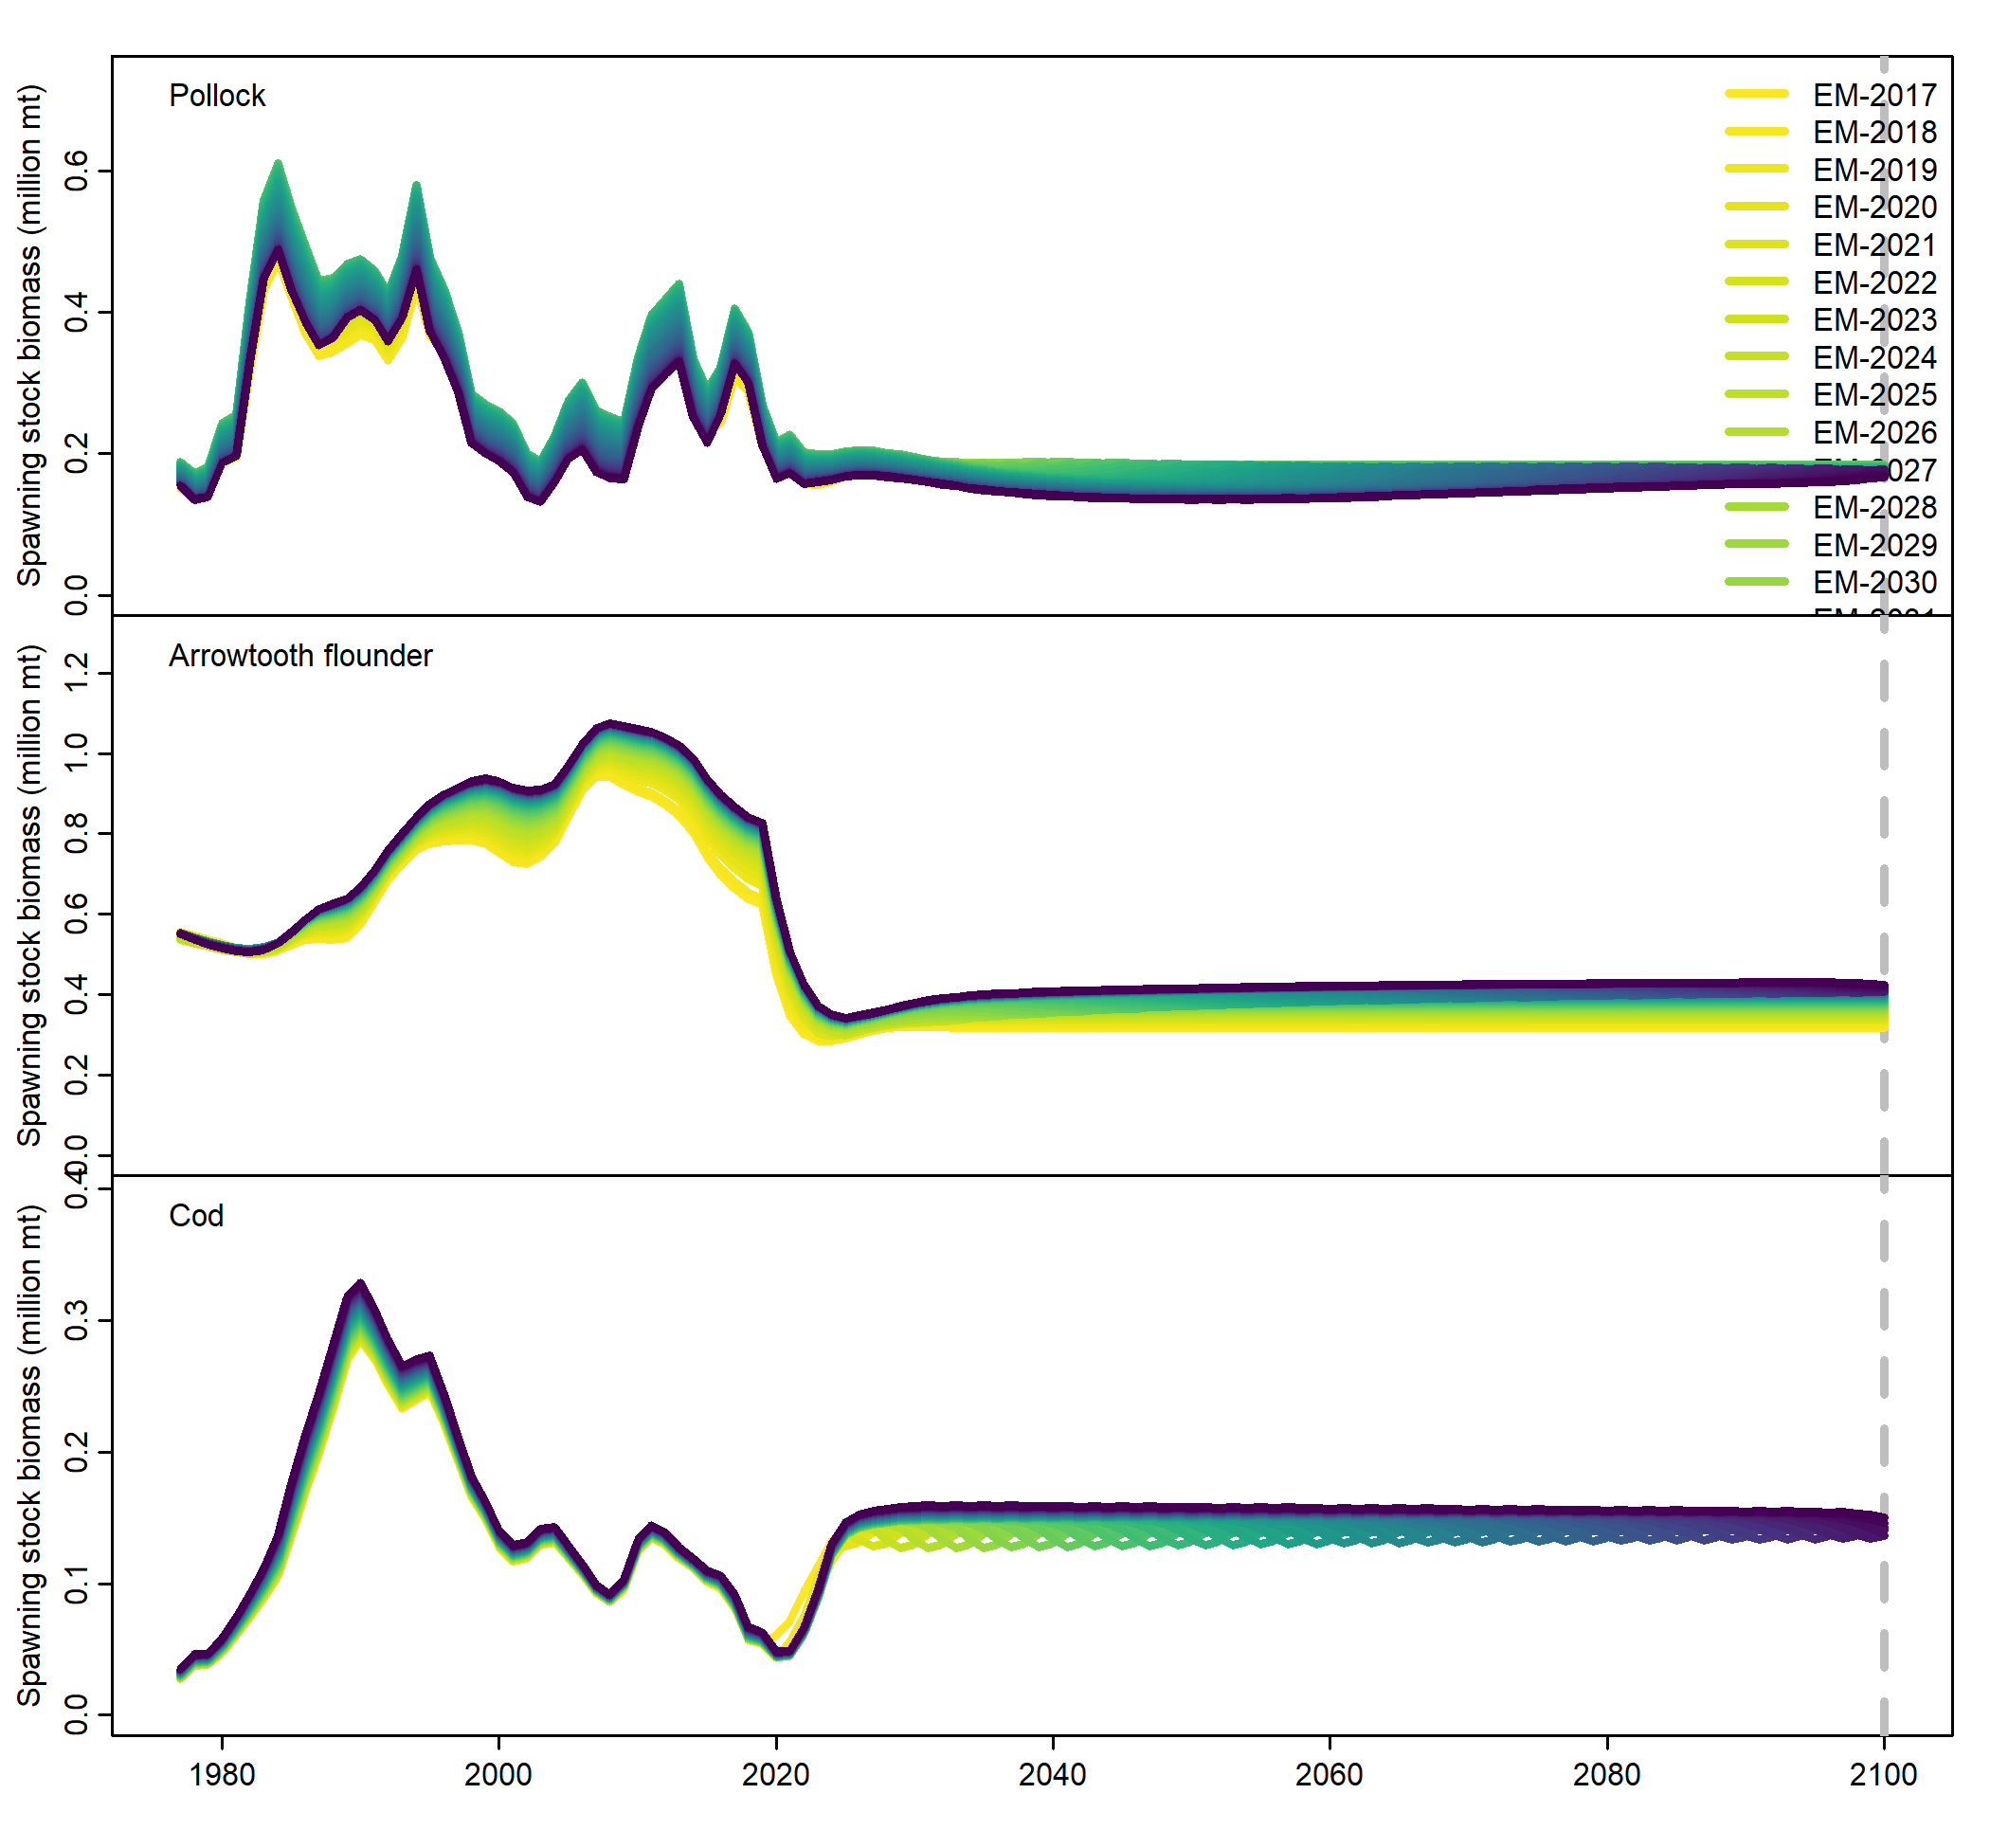 Pollock
Spawning stock biomass (million mt)
0.6
0.4
0.2
0.0
EM-2017
EM-2018
EM-2019
EM-2020
EM-2021
EM-2022
EM-2023
EM-2024
EM-2025
EM-2026
027
EM-2028
EM-2029
EM-2030
Arrowtooth flounder
Spawning stock biomass (million mt)
1.2
1.0
0.8
0.6
0.4
0.2
0.0
Cod
Spawning stock biomass (million mt)
0.4
0.3
0.2
0.1
0.0
1980 2000 2020 2040 2060 2080 2100